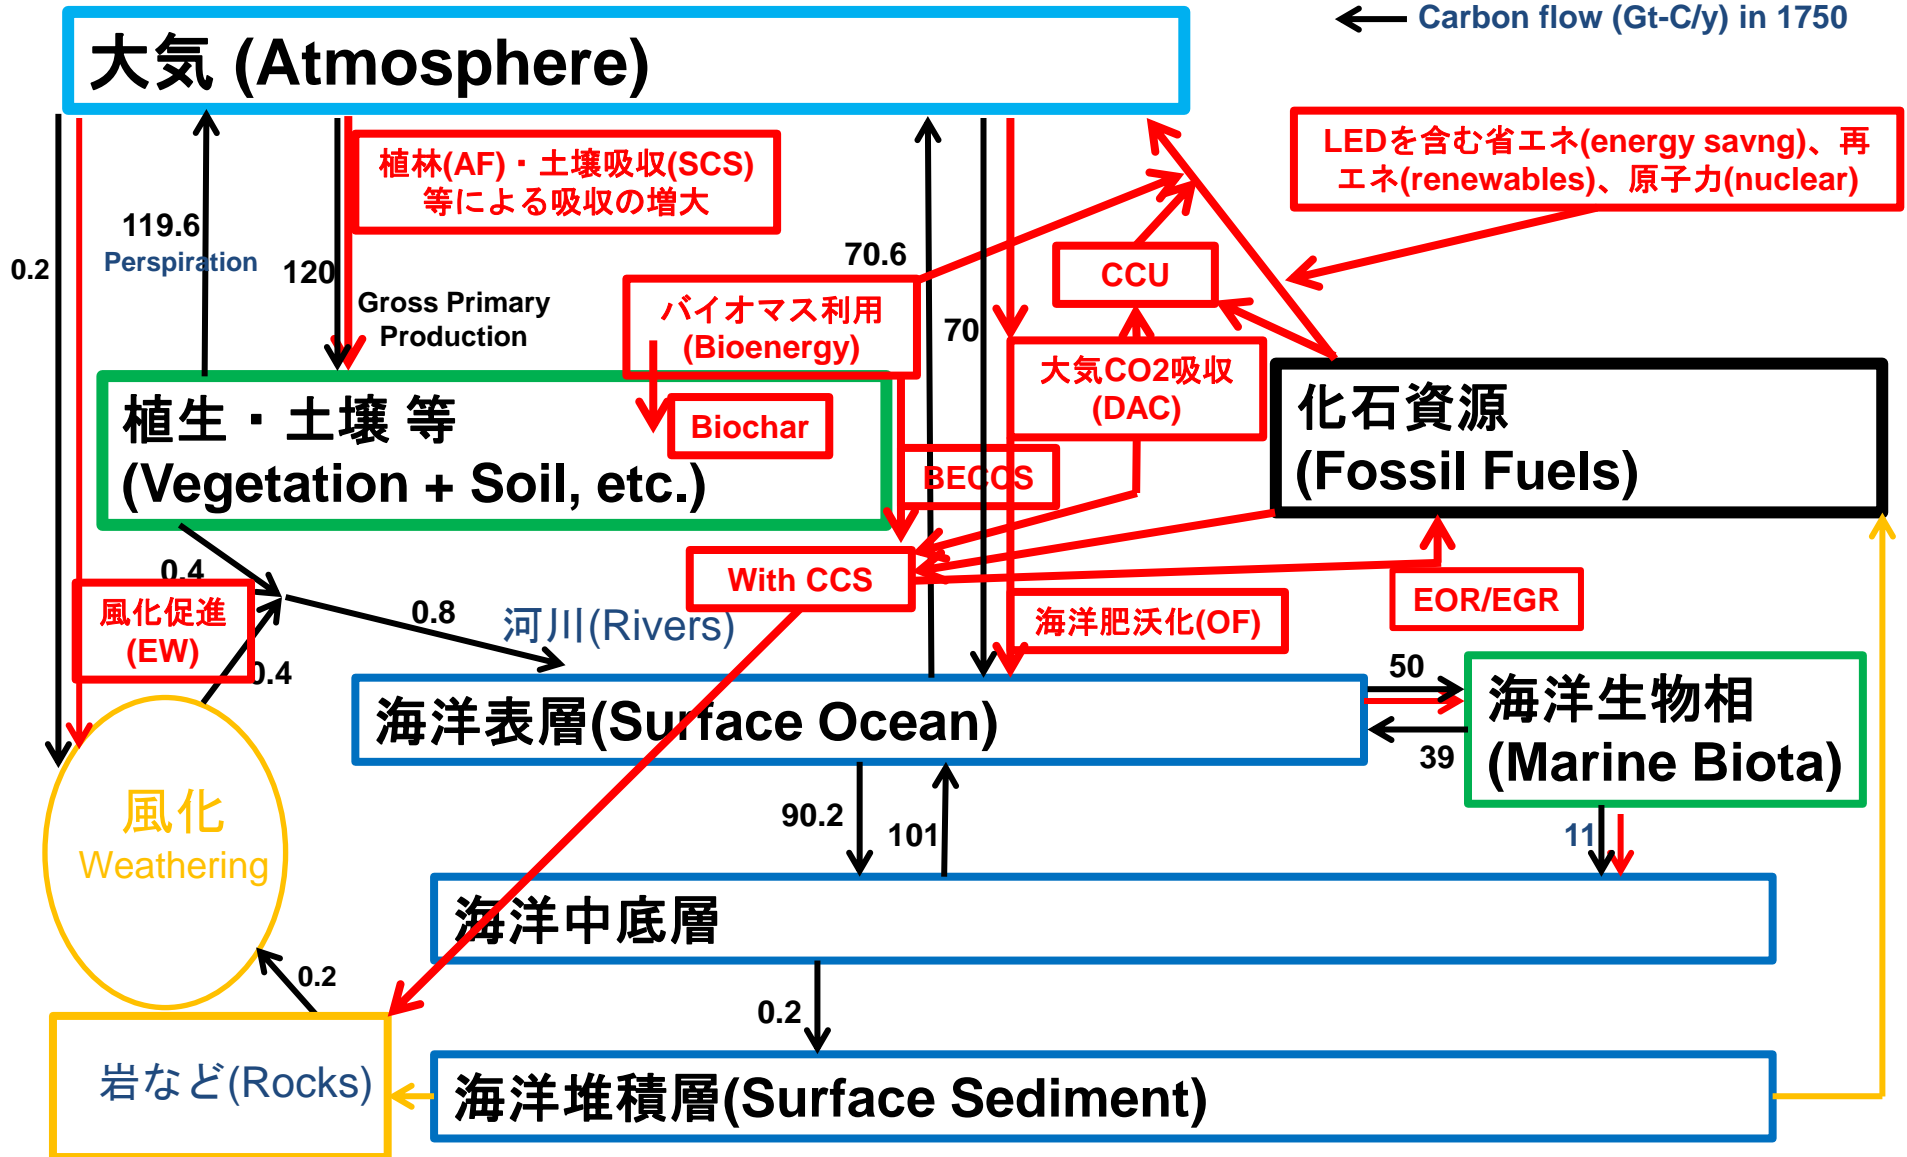 Carbon flow (Gt-C/y) in 1750
大気 (Atmosphere)
LEDを含む省エネ(energy savng)、再
エネ(renewables)、原子力(nuclear)
植林(AF)・土壌吸収(SCS)
等による吸収の増大
119.6
Perspiration
0.2
120
70.6
CCU
Gross Primary
Production
バイオマス利用
(Bioenergy)
70
大気CO2吸収
(DAC)
化石資源
(Fossil Fuels)
植生・土壌 等
(Vegetation + Soil, etc.)
Biochar
BECCS
With CCS
0.4
風化促進
(EW)
0.8
河川(Rivers)
海洋肥沃化(OF)
EOR/EGR
0.4
50
海洋表層(Surface Ocean)
海洋生物相
(Marine Biota)
39
風化
Weathering
90.2
101
11
海洋中底層
0.2
0.2
岩など(Rocks)
海洋堆積層(Surface Sediment)